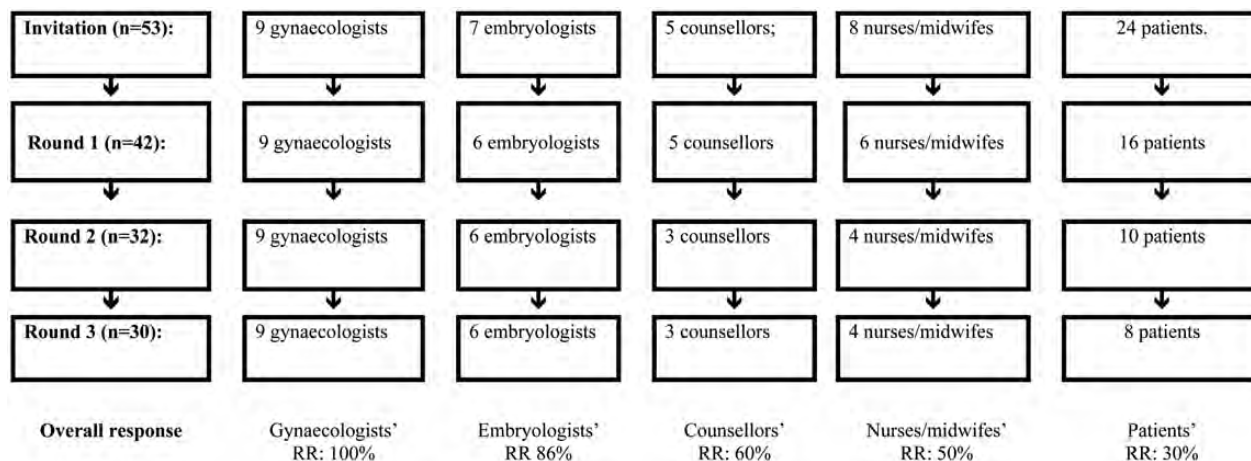 Invitation (n=53):
9 gynaecologists
7 embryologists
5 counsellors;
8 nurses/midwifes
24 patients.
Round 1 (n=42):
9 gynaecologists
6 embryologists
5 counsellors
6 nurses/midwifes
16 patients
Round 2 (n=32):
9 gynaecologists
6 embryologists
3 counsellors
4 nurses/midwifes
10 patients
Round 3 (n=30):
9 gynaecologists
6 embryologists
3 counsellors
4 nurses/midwifes
8 patients
Overall response
Gynaecologists’
RR: 100%
Embryologists’
RR 86%
Counsellors’
RR: 60%
Nurses/midwifes’
RR: 50%
Patients’
RR: 30%